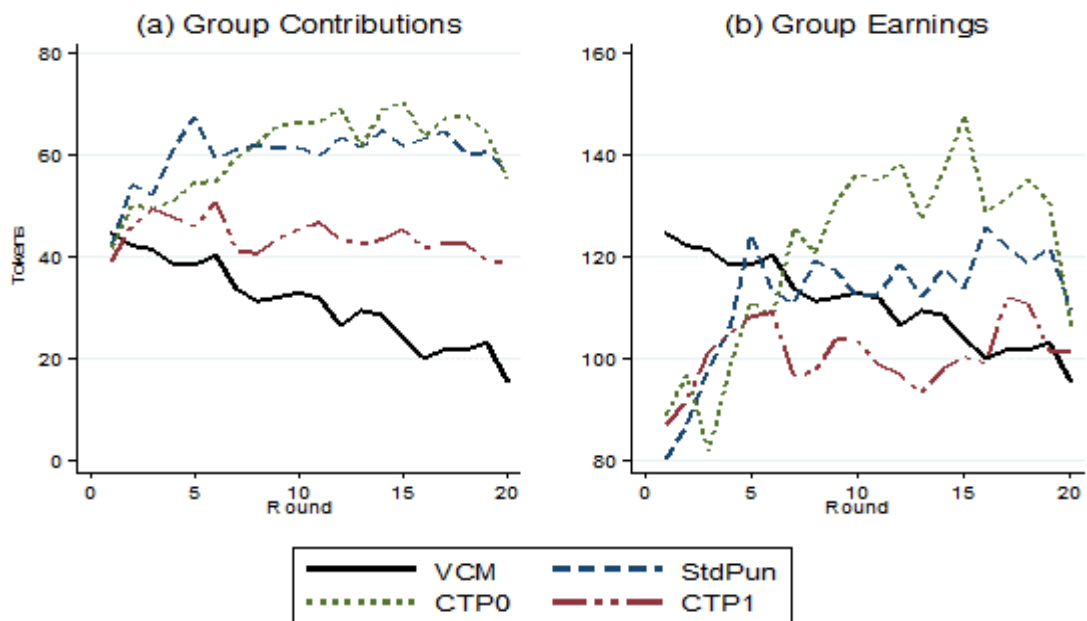 (a) Group Contributions
(b) Group Earnings
80
60
40
20
0
Tokens
0 5 10 15 20
Round
160
140
120
100
80
0 5 10 15 20
Round
VCM StdPun
CTP0 CTP1